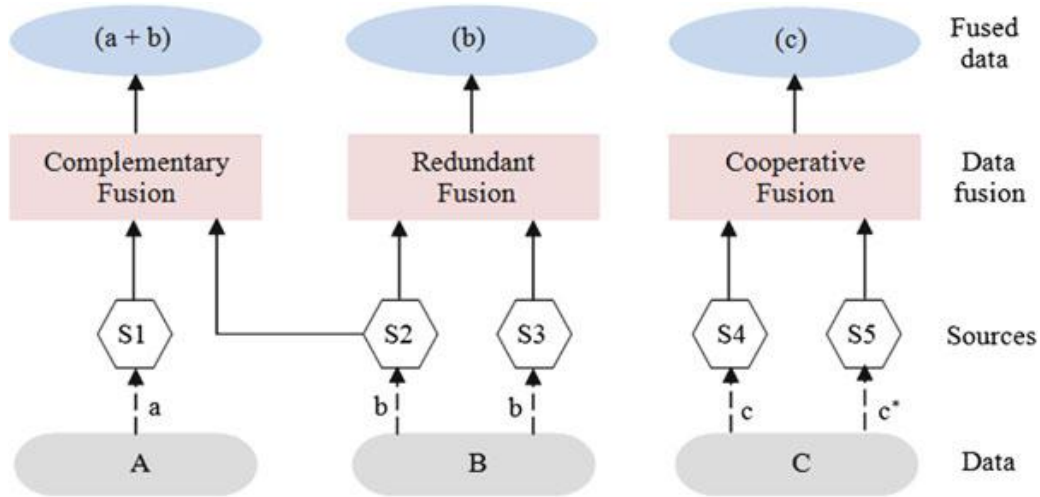 (a + b)
(b)
(c)
Fused
data
Complementary
Fusion
Redundant
Fusion
Cooperative
Fusion
Data
fusion
S1
S2
S3
S4
S5
Sources
a
b
b
c
c*
A
B
C
Data